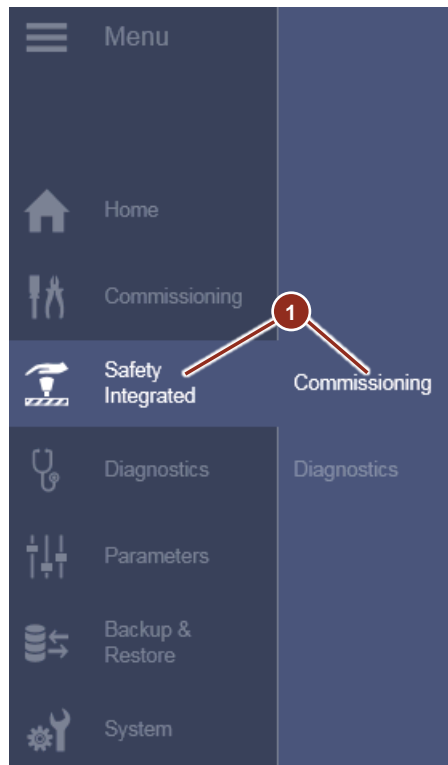 Menu
Home
Commissioning
1
Safety
Integrated
Commissioning
Diagnostics
Diagnostics
Parameters
Backup &
Restore
System